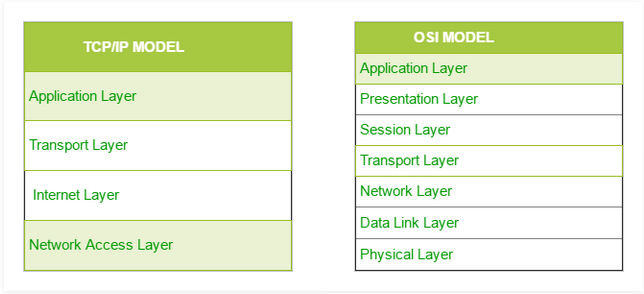 TCP/IP MODEL
Application Layer
Transport Layer
Internet Layer
Network Access Layer
OSI MODEL
Application Layer
Presentation Layer
Session Layer
Transport Layer
Network Layer
Data Link Layer
Physical Layer